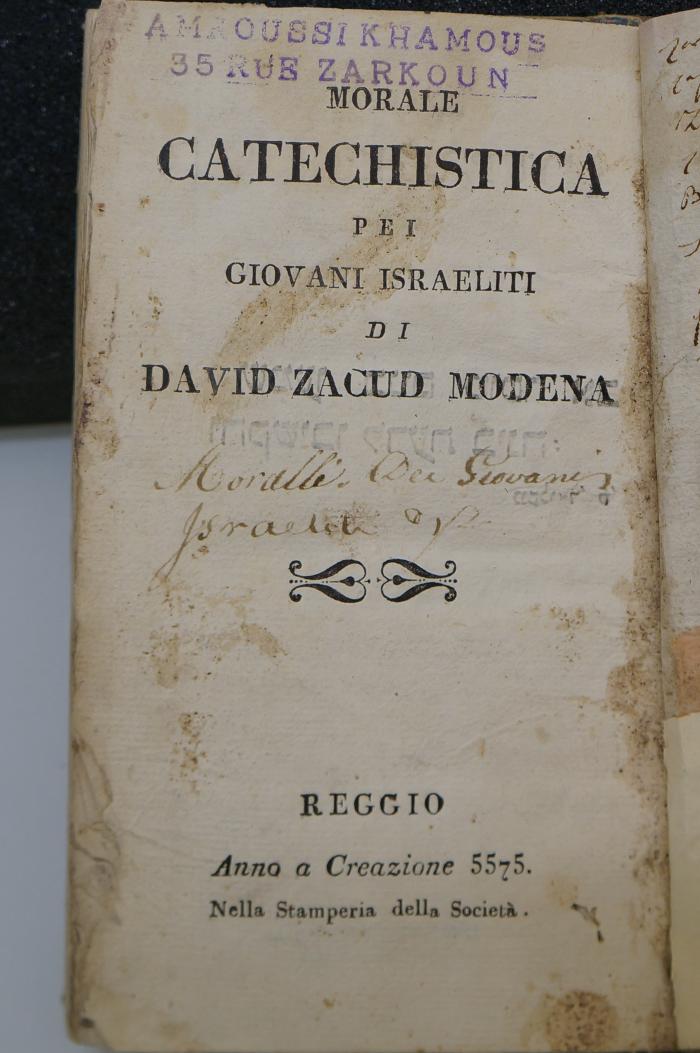 AMROUSSI KHAMOUS
35 RUE ZARKOUN
MORALE
CATECHISTICA
PEI
GIOVANI ISRAELITI
DI
DAVID ZACUD MODENA
Moralle Dei Giovani
Israeliti
REGGIO
Anno a Creazione 5575.
Nella Stamperia della Società.